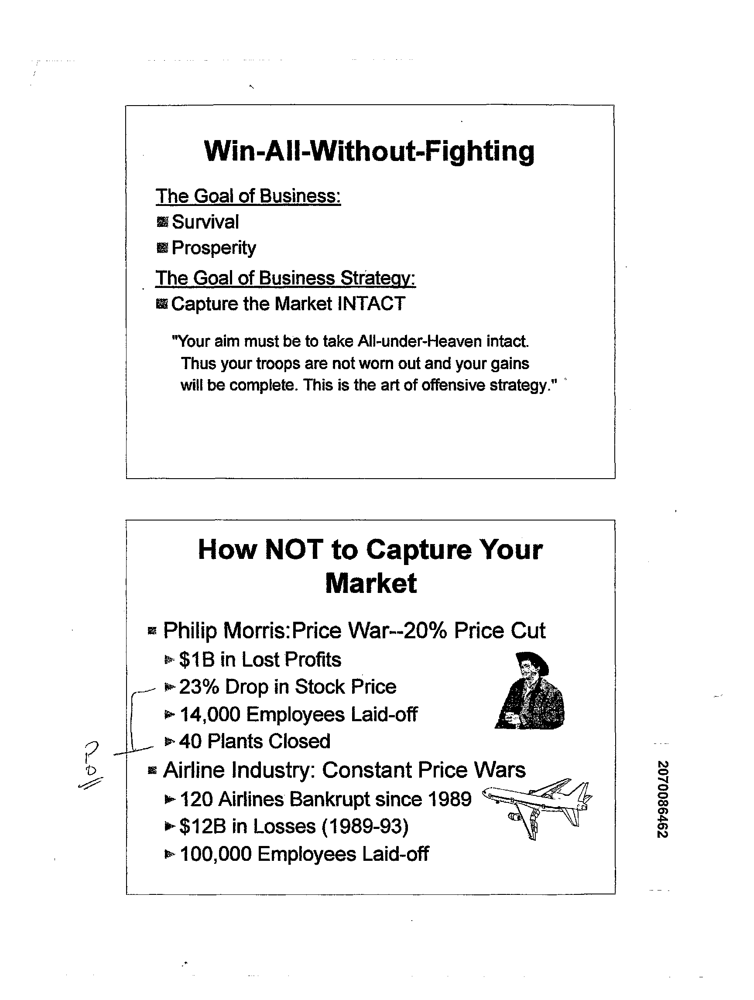 Win-All-Without-Fighting
The Goal of Business:
Survival
Prosperity
The Goal of Business Strategy:
Capture the Market INTACT
"Your aim must be to take All-under-Heaven intact.
Thus your troops are not worn out and your gains
will be complete. This is the art of offensive strategy."
How NOT to Capture Your
Market
Philip Morris:Price War--20% Price Cut
$1B in Lost Profits
23% Drop in Stock Price
14,000 Employees Laid-off
40 Plants Closed
Airline Industry: Constant Price Wars
120 Airlines Bankrupt since 1989
$12B in Losses (1989-93)
100,000 Employees Laid-off
2070086462